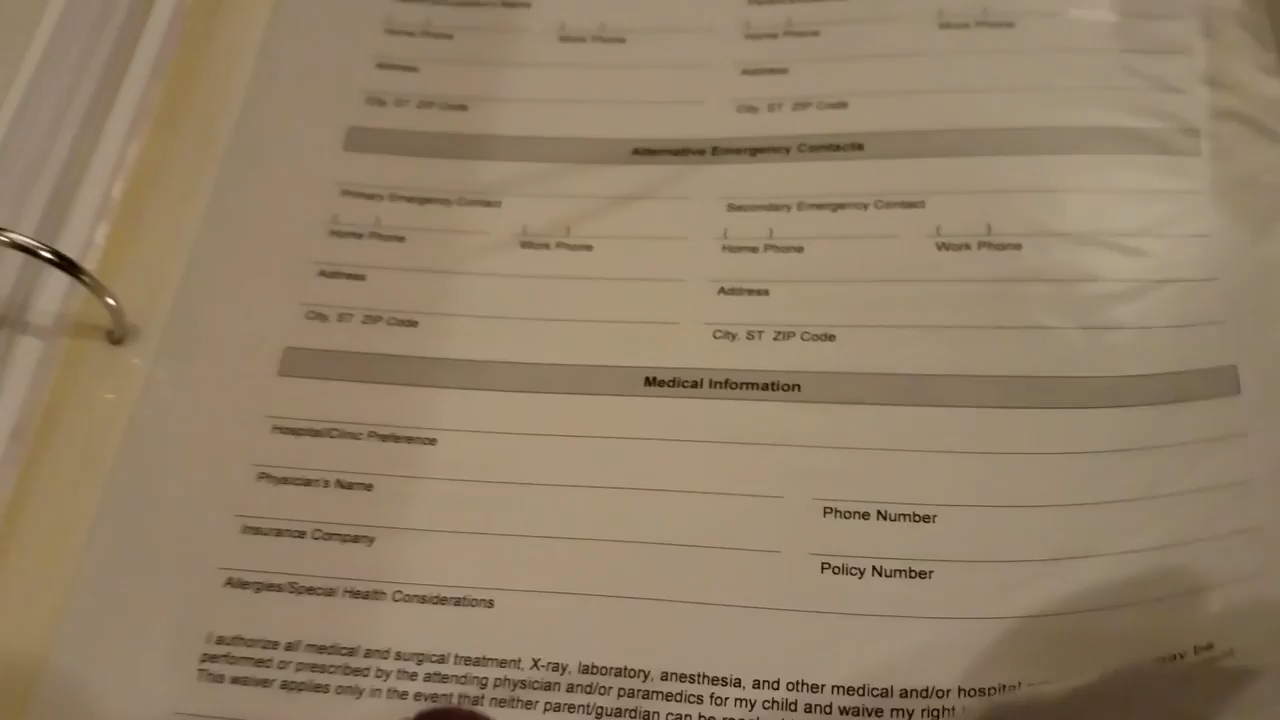 Name
Home Phone Work Phone Home Phone Work Phone
Address Address
City, ST ZIP Code City, ST ZIP Code
Alternative Emergency Contacts
Primary Emergency Contact Secondary Emergency Contact
( ) ( ) ( ) ( )
Home Phone Work Phone Home Phone Work Phone
Address Address
City, ST ZIP Code City, ST ZIP Code
Medical Information
Hospital/Clinic Preference
Physician's Name Phone Number
Insurance Company Policy Number
Allergies/Special Health Considerations
I authorize all medical and surgical treatment, X-ray, laboratory, anesthesia, and other medical and/or hospital may be
performed or prescribed by the attending physician and/or paramedics for my child and waive my right
This waiver applies only in the event that neither parent/guardian can be